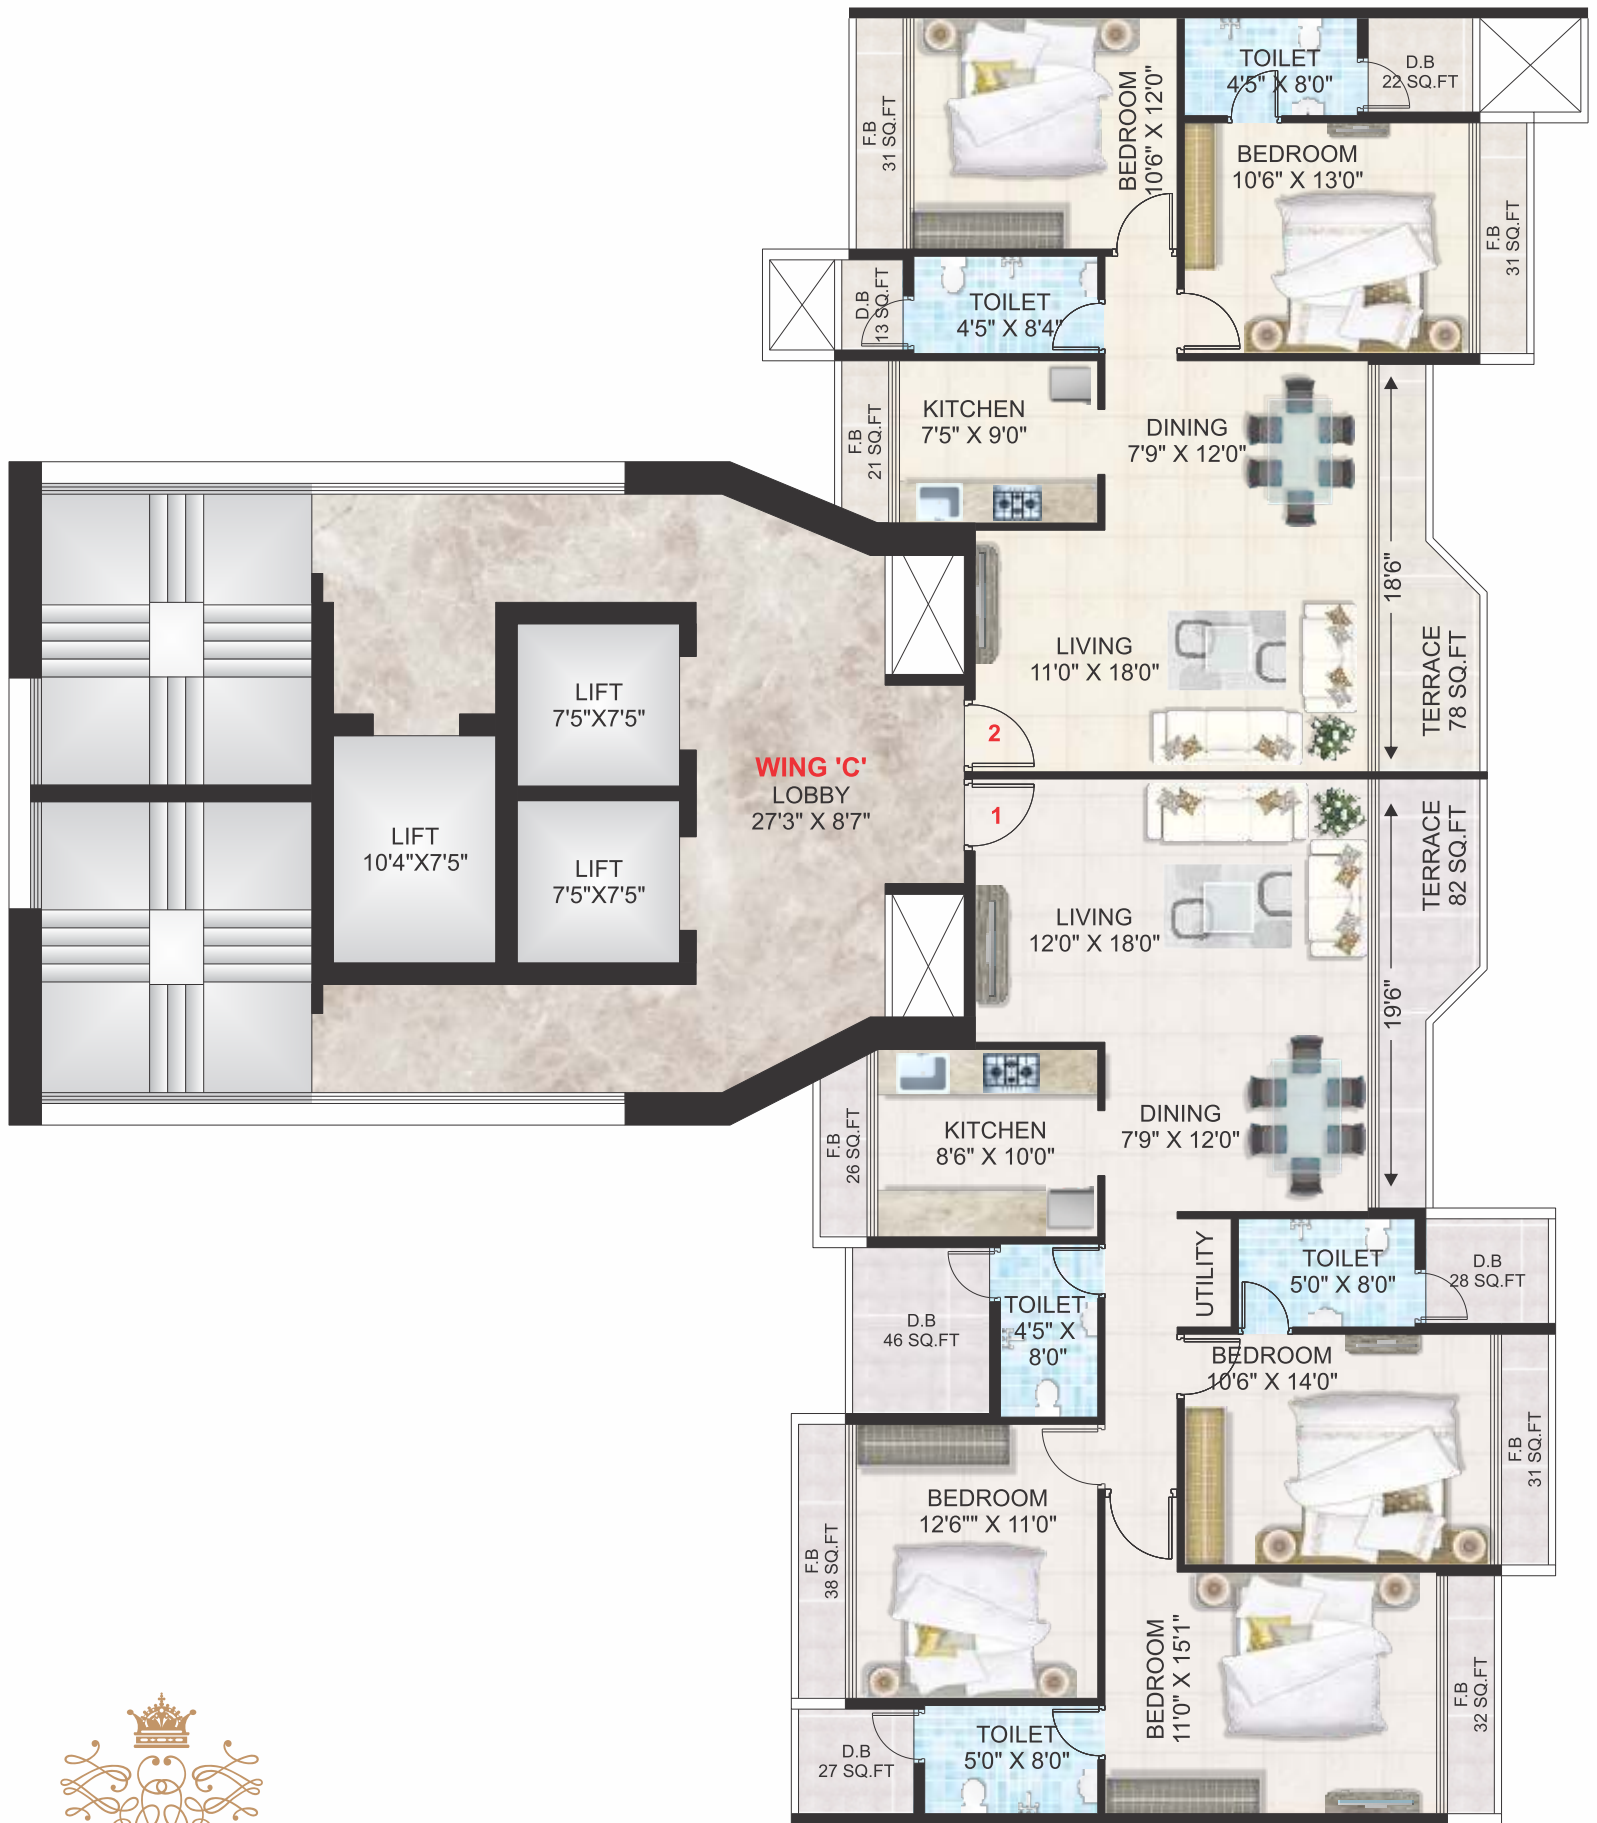 TOILET
4'5" X 8'0"
D.B
22 SQ.FT
F.B
31 SQ.FT
BEDROOM
10'6" X 12'0"
BEDROOM
10'6" X 13'0"
F.B
31 SQ.FT
D.B
13 SQ.FT
TOILET
4'5" X 8'4"
F.B
21 SQ.FT
KITCHEN
7'5" X 9'0"
DINING
7'9" X 12'0"
18'6"
LIVING
11'0" X 18'0"
TERRACE
78 SQ.FT
LIFT
7'5"X7'5"
2
WING 'C'
LOBBY
27'3" X 8'7"
1
LIFT
10'4"X7'5"
LIFT
7'5"X7'5"
TERRACE
82 SQ.FT
LIVING
12'0" X 18'0"
19'6"
F.B
26 SQ.FT
KITCHEN
8'6" X 10'0"
DINING
7'9" X 12'0"
UTILITY
TOILET
5'0" X 8'0"
D.B
28 SQ.FT
D.B
46 SQ.FT
TOILET
4'5" X
8'0"
BEDROOM
10'6" X 14'0"
F.B
31 SQ.FT
BEDROOM
12'6"" X 11'0"
F.B
38 SQ.FT
BEDROOM
11'0" X 15'1"
F.B
32 SQ.FT
D.B
27 SQ.FT
TOILET
5'0" X 8'0"